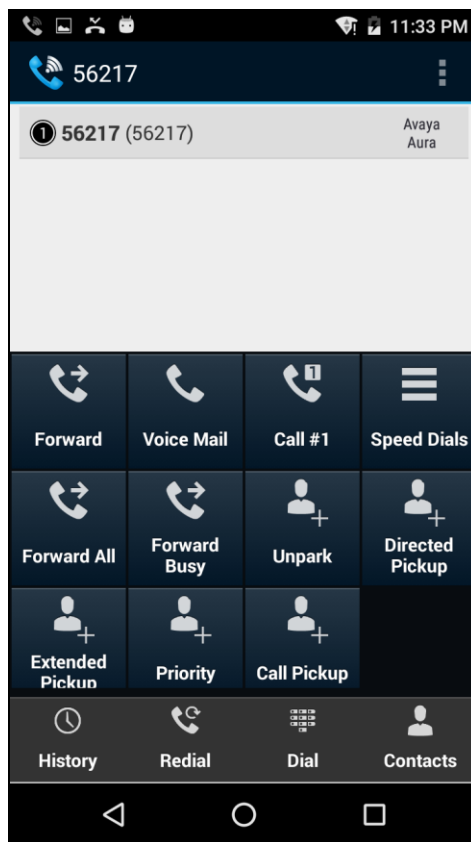 11:33 PM
56217
1 56217 (56217) Avaya
Aura
Forward Voice Mail Call #1 Speed Dials
1
Forward All Forward
Busy Unpark Directed
Pickup
Extended
Pickup Priority Call Pickup
History Redial Dial Contacts